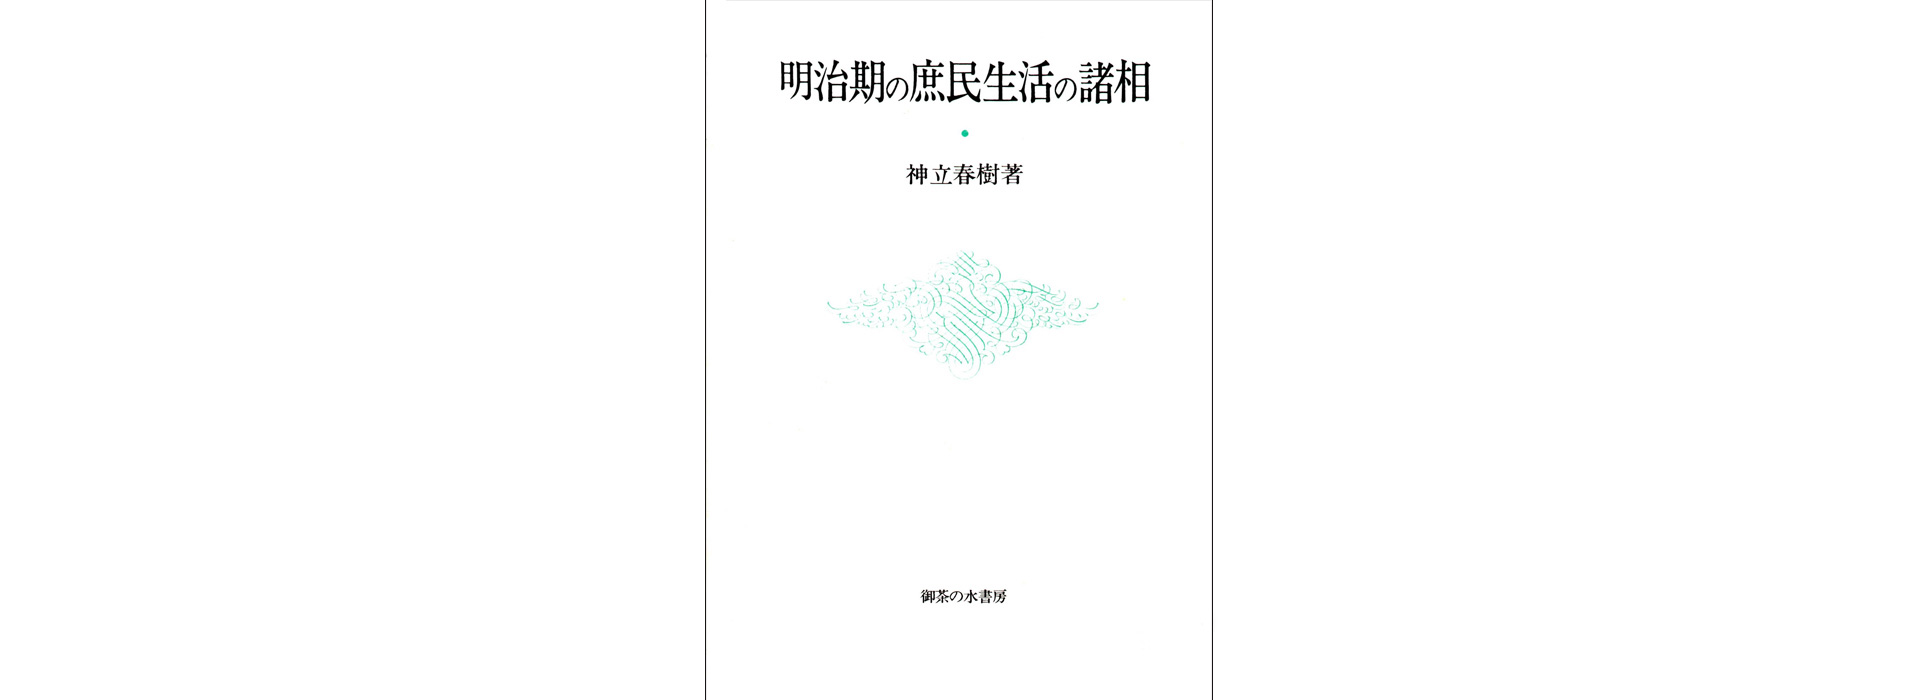 明治期の庶民生活の諸相
神立春樹著
御茶の水書房